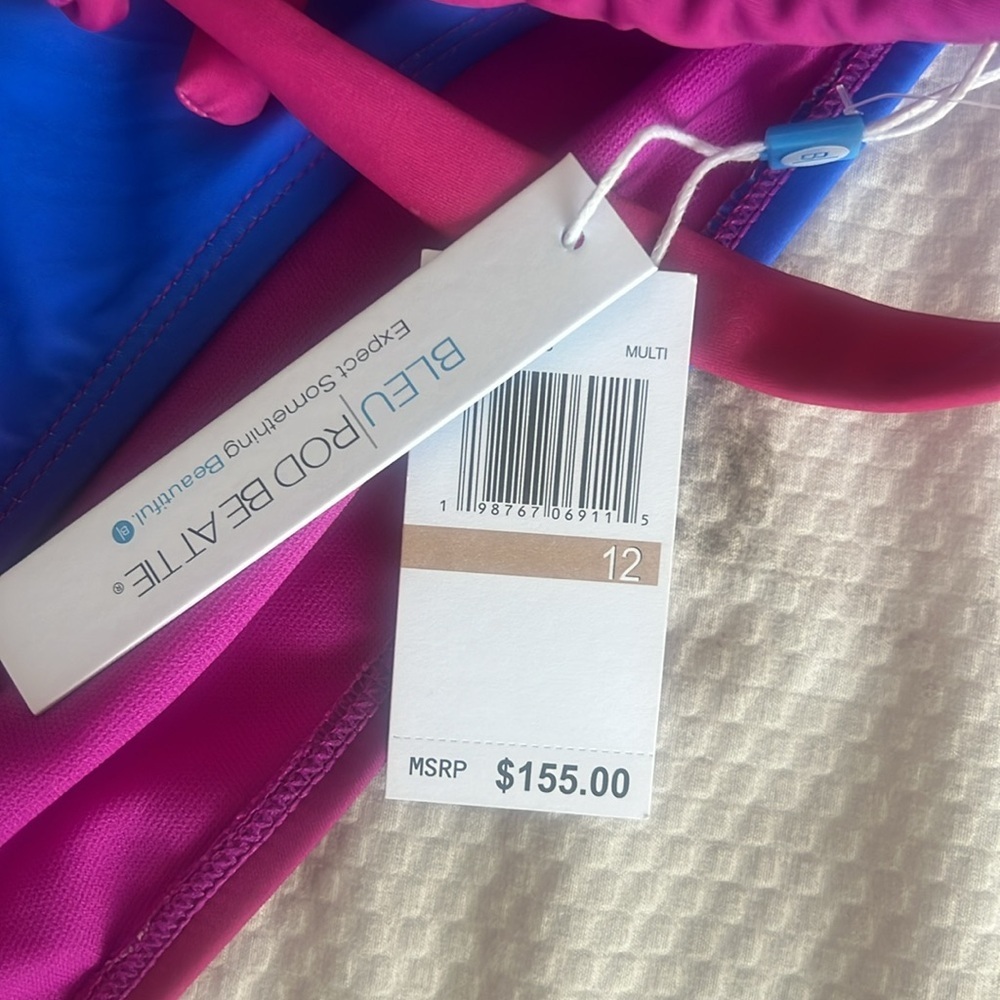 BLEU|ROD BEATTIE®
Expect Something Beautiful.
MULTI
1 98767 06911 5
12
MSRP $155.00